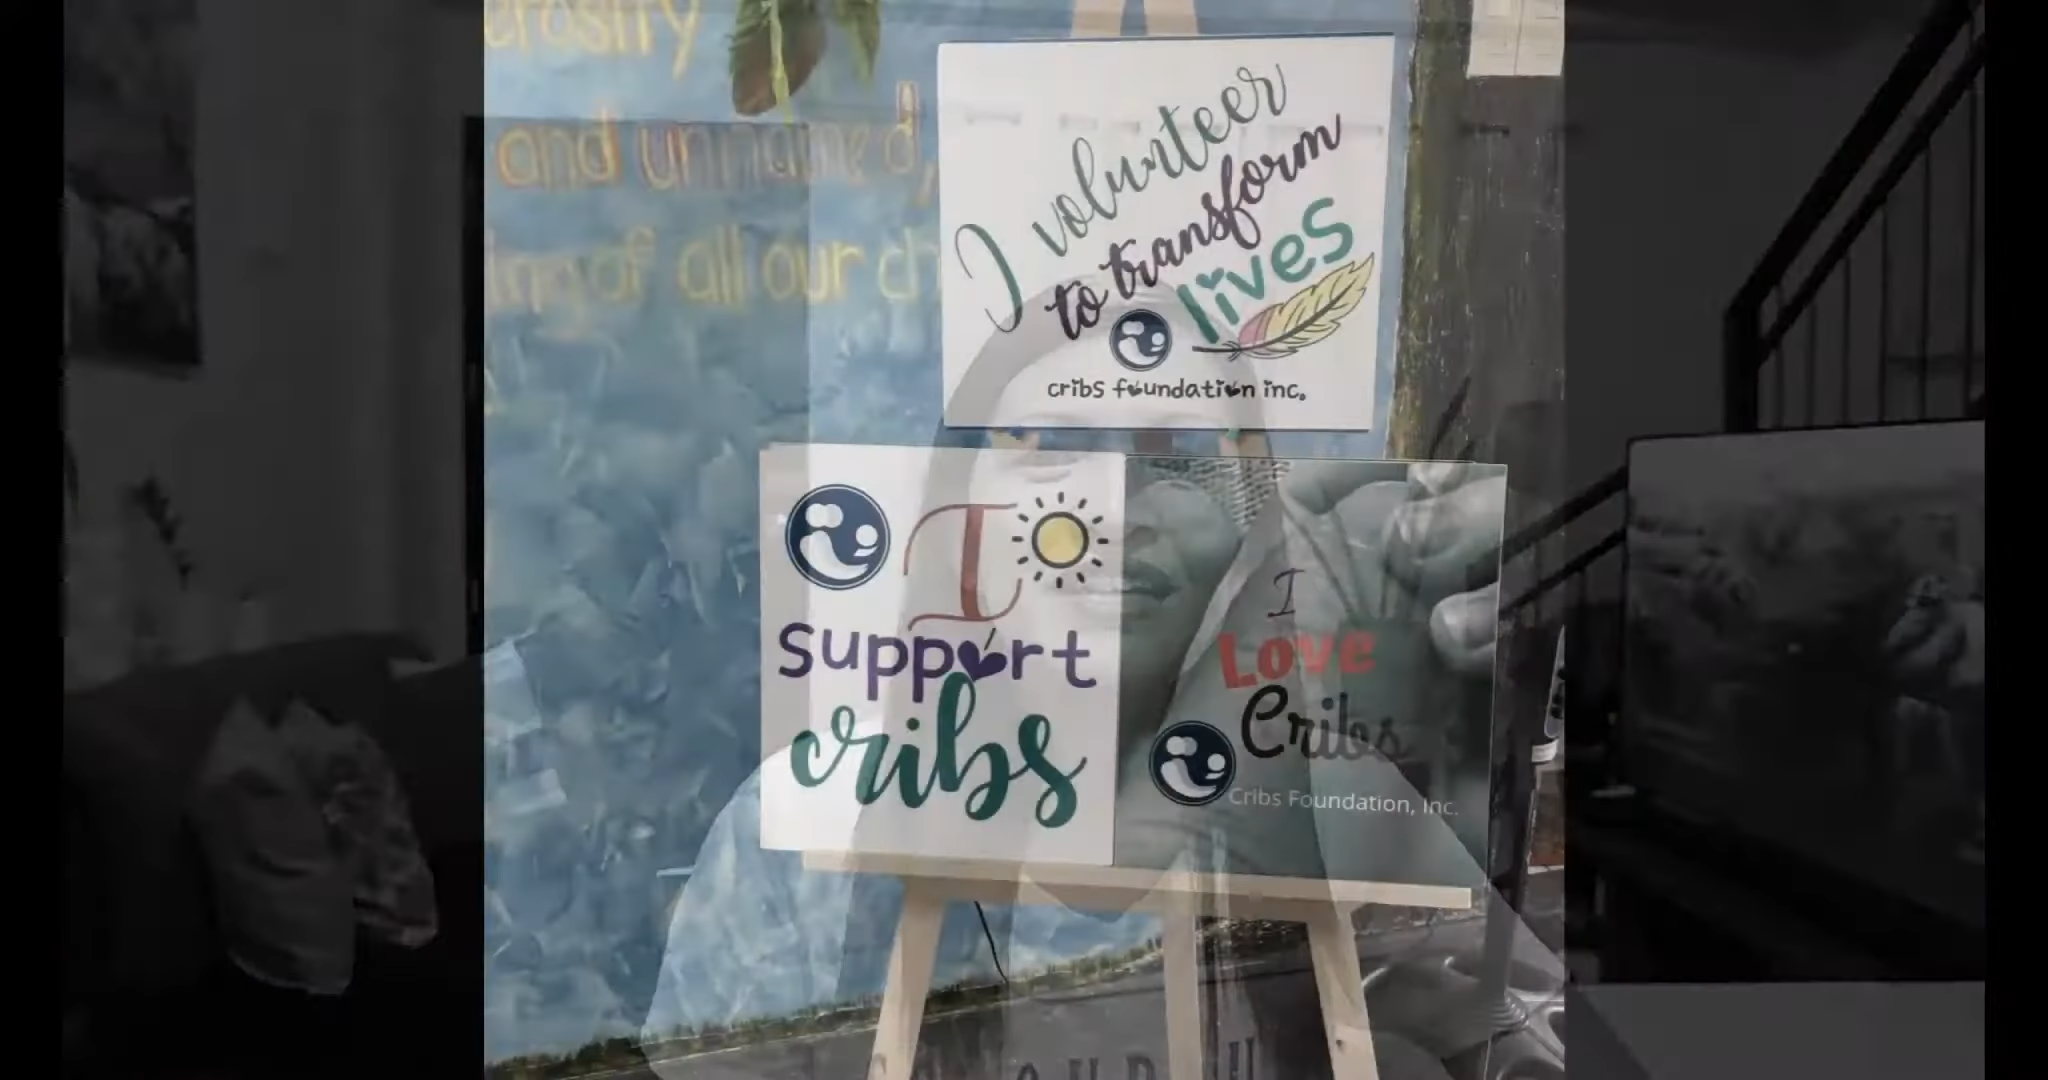 and unnamed,
of all our
I volunteer
to transform
lives
cribs foundation inc.
I
support
cribs
I
Love
Cribs
Cribs Foundation, Inc.